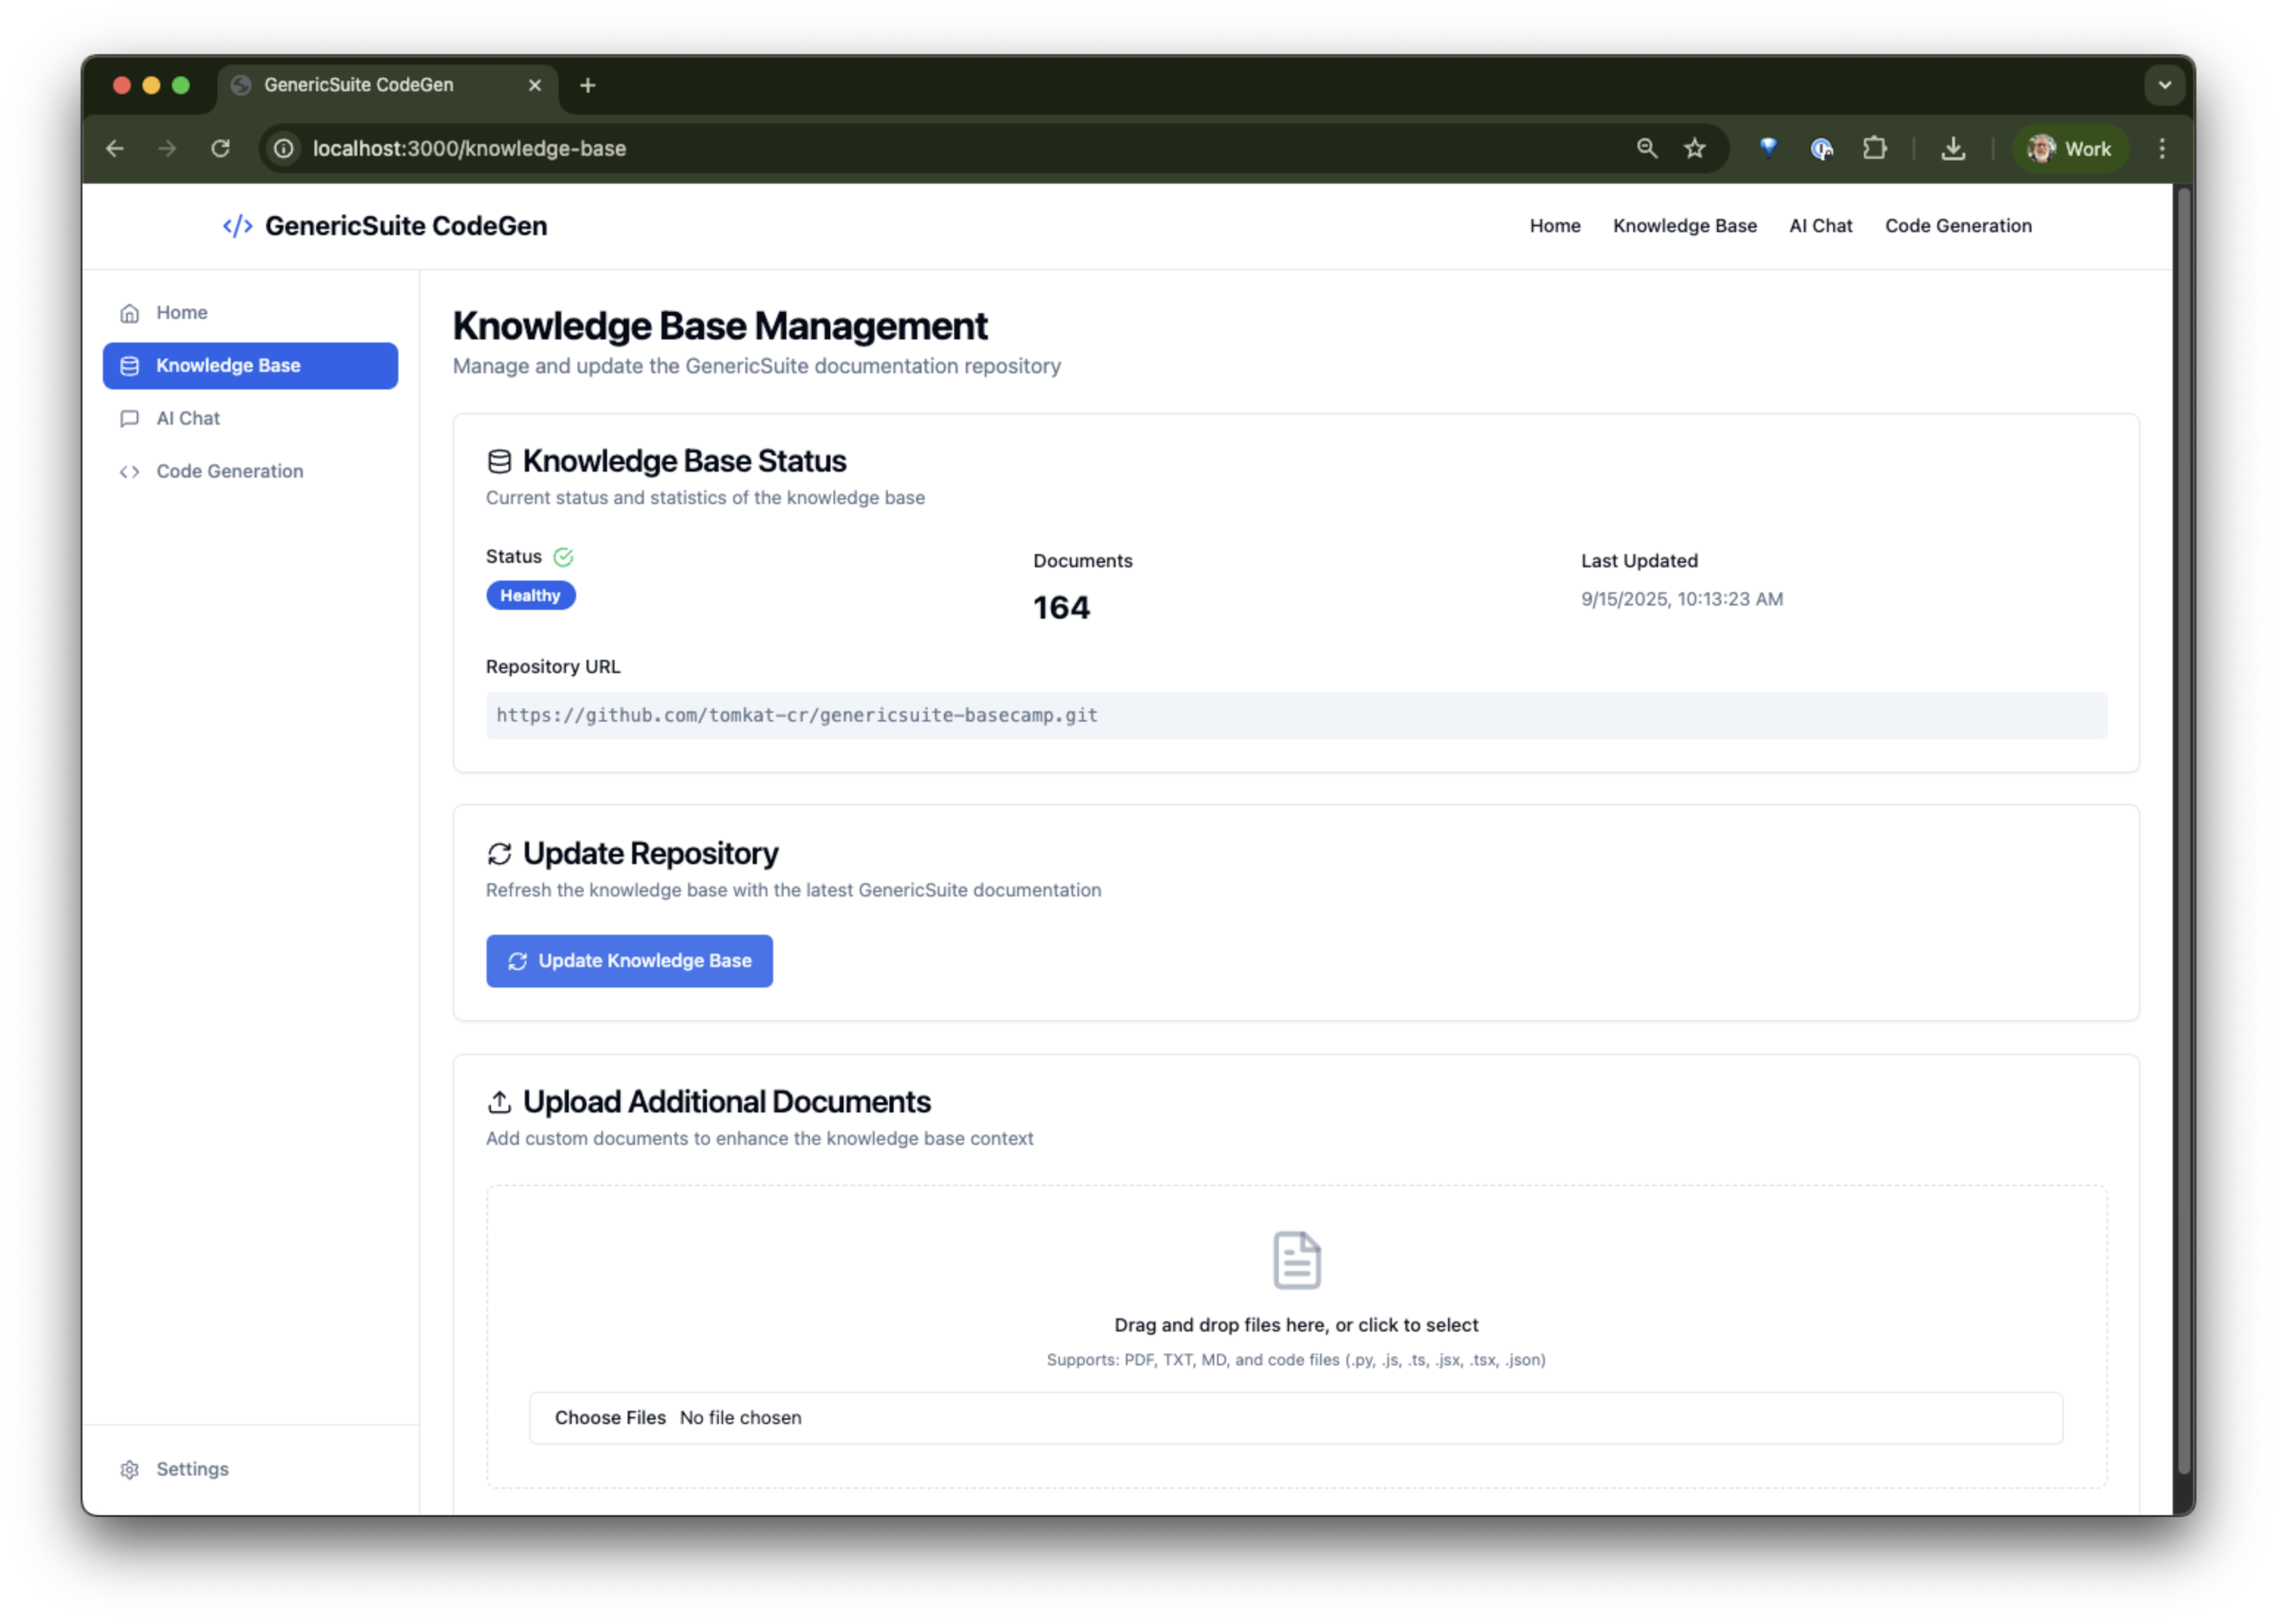 GenericSuite CodeGen
localhost:3000/knowledge-base
Work
</> GenericSuite CodeGen
Home Knowledge Base AI Chat Code Generation
Home
Knowledge Base
AI Chat
Code Generation
Settings
Knowledge Base Management
Manage and update the GenericSuite documentation repository
Knowledge Base Status
Current status and statistics of the knowledge base
Status
Healthy
Documents
164
Last Updated
9/15/2025, 10:13:23 AM
Repository URL
https://github.com/tomkat-cr/genericsuite-basecamp.git
Update Repository
Refresh the knowledge base with the latest GenericSuite documentation
Update Knowledge Base
Upload Additional Documents
Add custom documents to enhance the knowledge base context
Drag and drop files here, or click to select
Supports: PDF, TXT, MD, and code files (.py, .js, .ts, .jsx, .tsx, .json)
Choose Files No file chosen